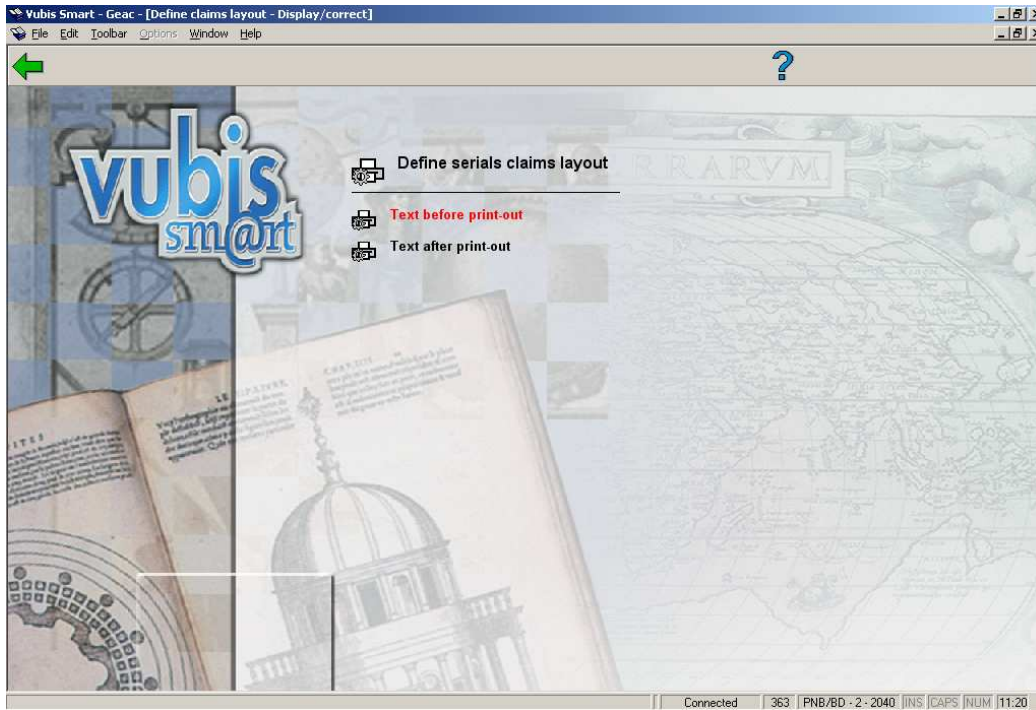 Vubis Smart - Geac - [Define claims layout - Display/correct]
File Edit Toolbar Options Window Help
?
vubis
sm@rt
Define serials claims layout
Text before print-out
Text after print-out
RRARVM
Connected 363 PNB/BD - 2 - 2040 INS CAPS NUM 11:20